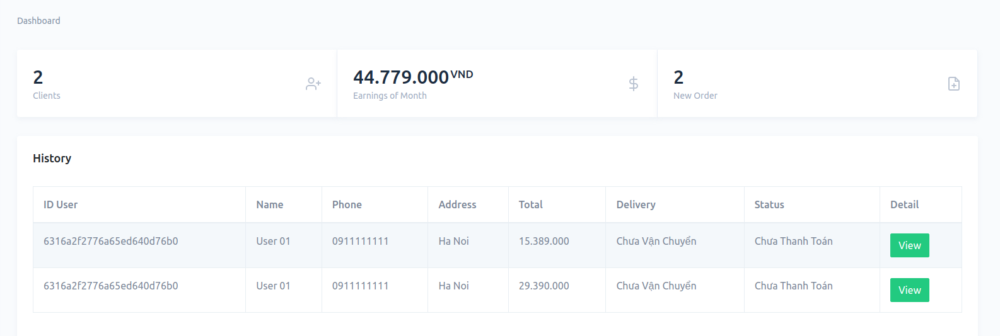 Dashboard
2
Clients
44.779.000VND
Earnings of Month
2
New Order
History
ID User Name Phone Address Total Delivery Status Detail
6316a2f2776a65ed640d76b0 User 01 0911111111 Ha Noi 15.389.000 Chưa Vận Chuyển Chưa Thanh Toán View
6316a2f2776a65ed640d76b0 User 01 0911111111 Ha Noi 29.390.000 Chưa Vận Chuyển Chưa Thanh Toán View